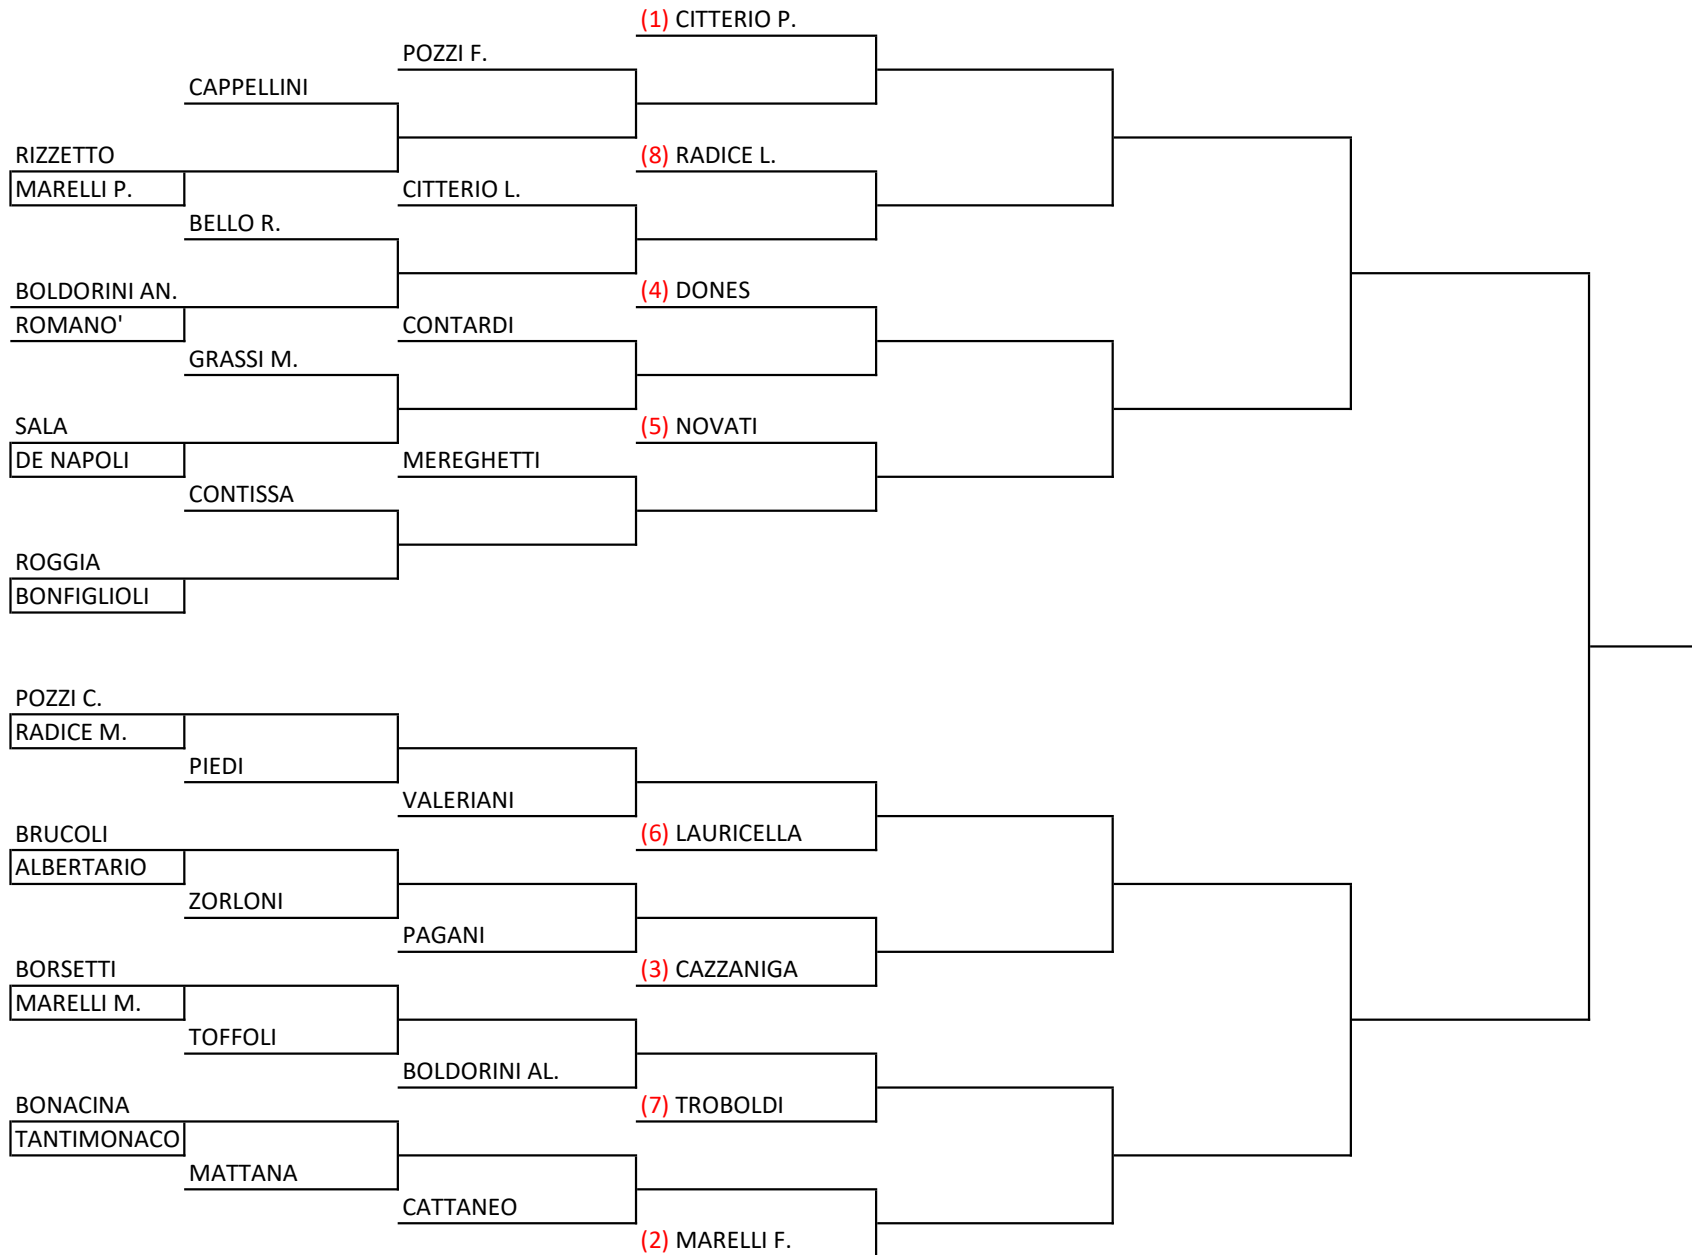 (1) CITTERIO P.
POZZI F.
CAPPELLINI
RIZZETTO
(8) RADICE L.
MARELLI P.
CITTERIO L.
BELLO R.
BOLDORINI AN.
(4) DONES
ROMANO'
CONTARDI
GRASSI M.
SALA
(5) NOVATI
DE NAPOLI
MEREGHETTI
CONTISSA
ROGGIA
BONFIGLIOLI
POZZI C.
RADICE M.
PIEDI
VALERIANI
BRUCOLI
(6) LAURICELLA
ALBERTARIO
ZORLONI
PAGANI
BORSETTI
(3) CAZZANIGA
MARELLI M.
TOFFOLI
BOLDORINI AL.
BONACINA
(7) TROBOLDI
TANTIMONACO
MATTANA
CATTANEO
(2) MARELLI F.